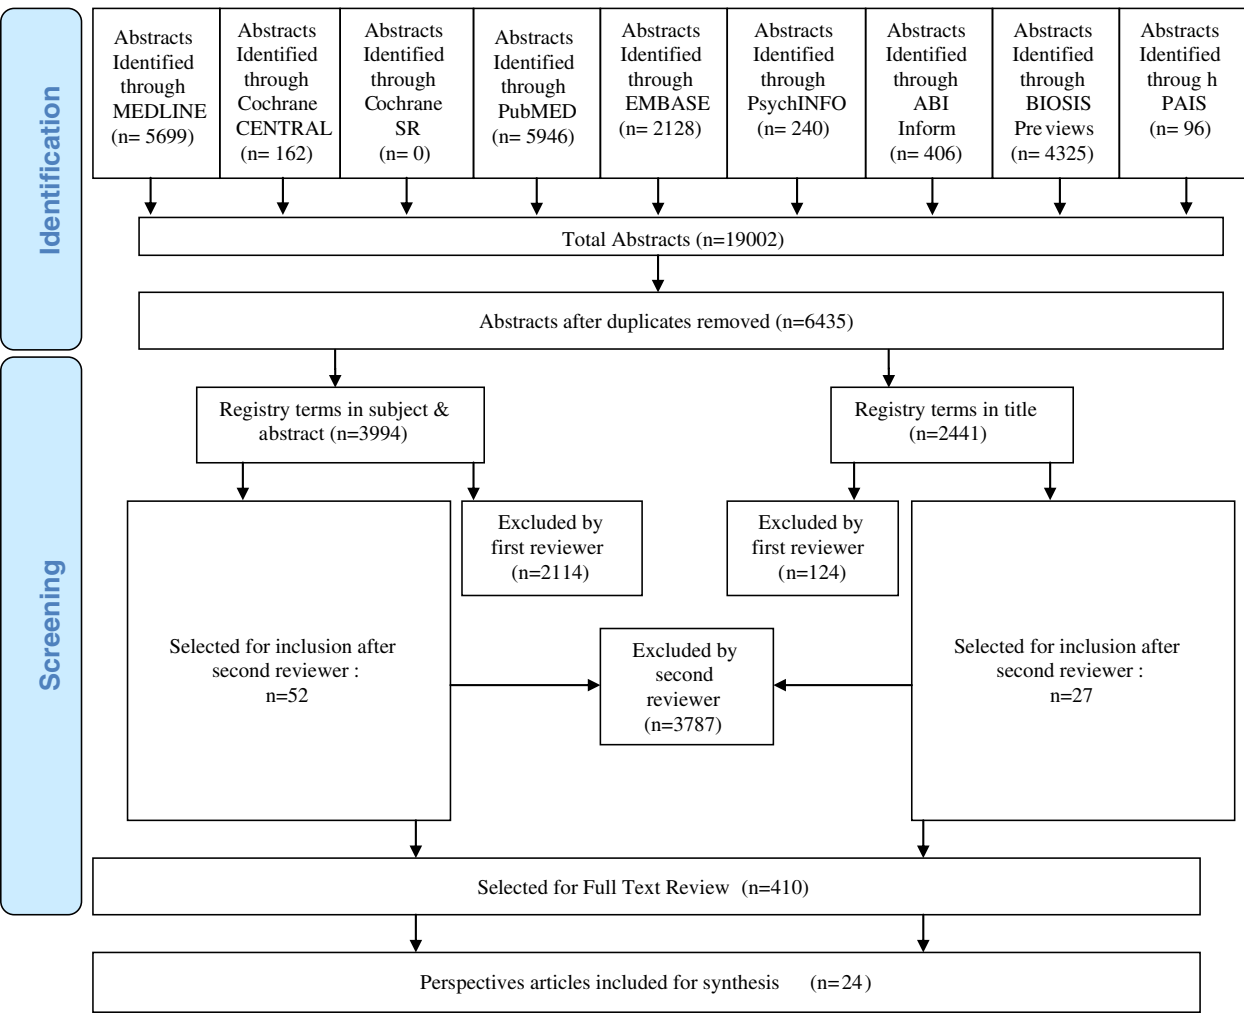 Identification
Abstracts
Identified
through
MEDLINE
(n= 5699)
Abstracts
Identified
through
Cochrane
CENTRAL
(n= 162)
Abstracts
Identified
through
Cochrane
SR
(n= 0)
Abstracts
Identified
through
PubMED
(n= 5946)
Abstracts
Identified
through
EMBASE
(n= 2128)
Abstracts
Identified
through
PsychINFO
(n= 240)
Abstracts
Identified
through
ABI
Inform
(n= 406)
Abstracts
Identified
through
BIOSIS
Pre views
(n= 4325)
Abstracts
Identified
throug h
PAIS
(n= 96)
Total Abstracts (n=19002)
Abstracts after duplicates removed (n=6435)
Screening
Registry terms in subject &
abstract (n=3994)
Registry terms in title
(n=2441)
Excluded by
first reviewer
(n=2114)
Excluded by
first reviewer
(n=124)
Selected for inclusion after
second reviewer :
n=52
Excluded by
second
reviewer
(n=3787)
Selected for inclusion after
second reviewer :
n=27
Selected for Full Text Review (n=410)
Perspectives articles included for synthesis (n=24)